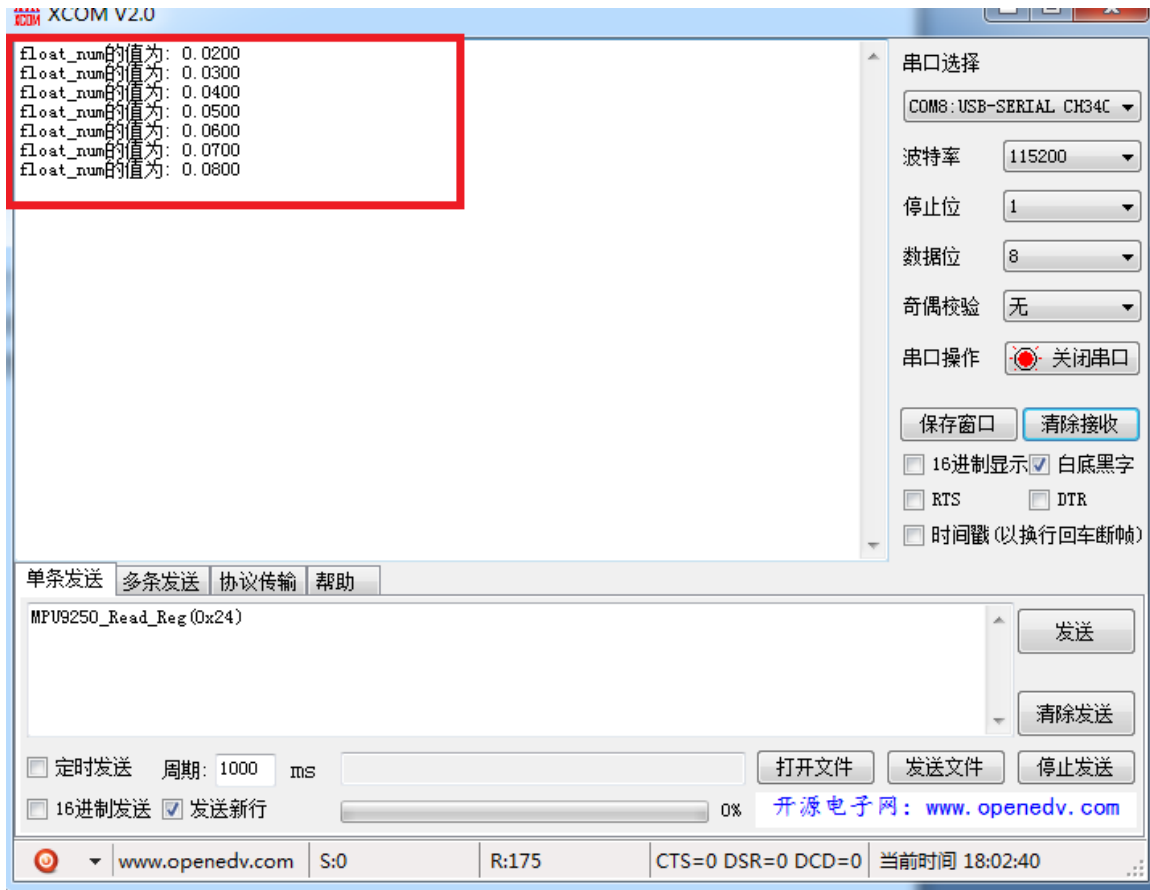 XCOM V2.0
float_num的值为: 0.0200
float_num的值为: 0.0300
float_num的值为: 0.0400
float_num的值为: 0.0500
float_num的值为: 0.0600
float_num的值为: 0.0700
float_num的值为: 0.0800
串口选择
COM8:USB-SERIAL CH34
波特率 115200
停止位 1
数据位 8
奇偶校验 无
串口操作 关闭串口
保存窗口 清除接收
16进制显示 白底黑字
RTS DTR
时间戳(以换行回车断帧)
单条发送 多条发送 协议传输 帮助
MPU9250_Read_Reg(0x24)
发送
清除发送
定时发送 周期: 1000 ms 打开文件 发送文件 停止发送
16进制发送 发送新行 0% 开源电子网: www.openedv.com
www.openedv.com S:0 R:175 CTS=0 DSR=0 DCD=0 当前时间 18:02:40